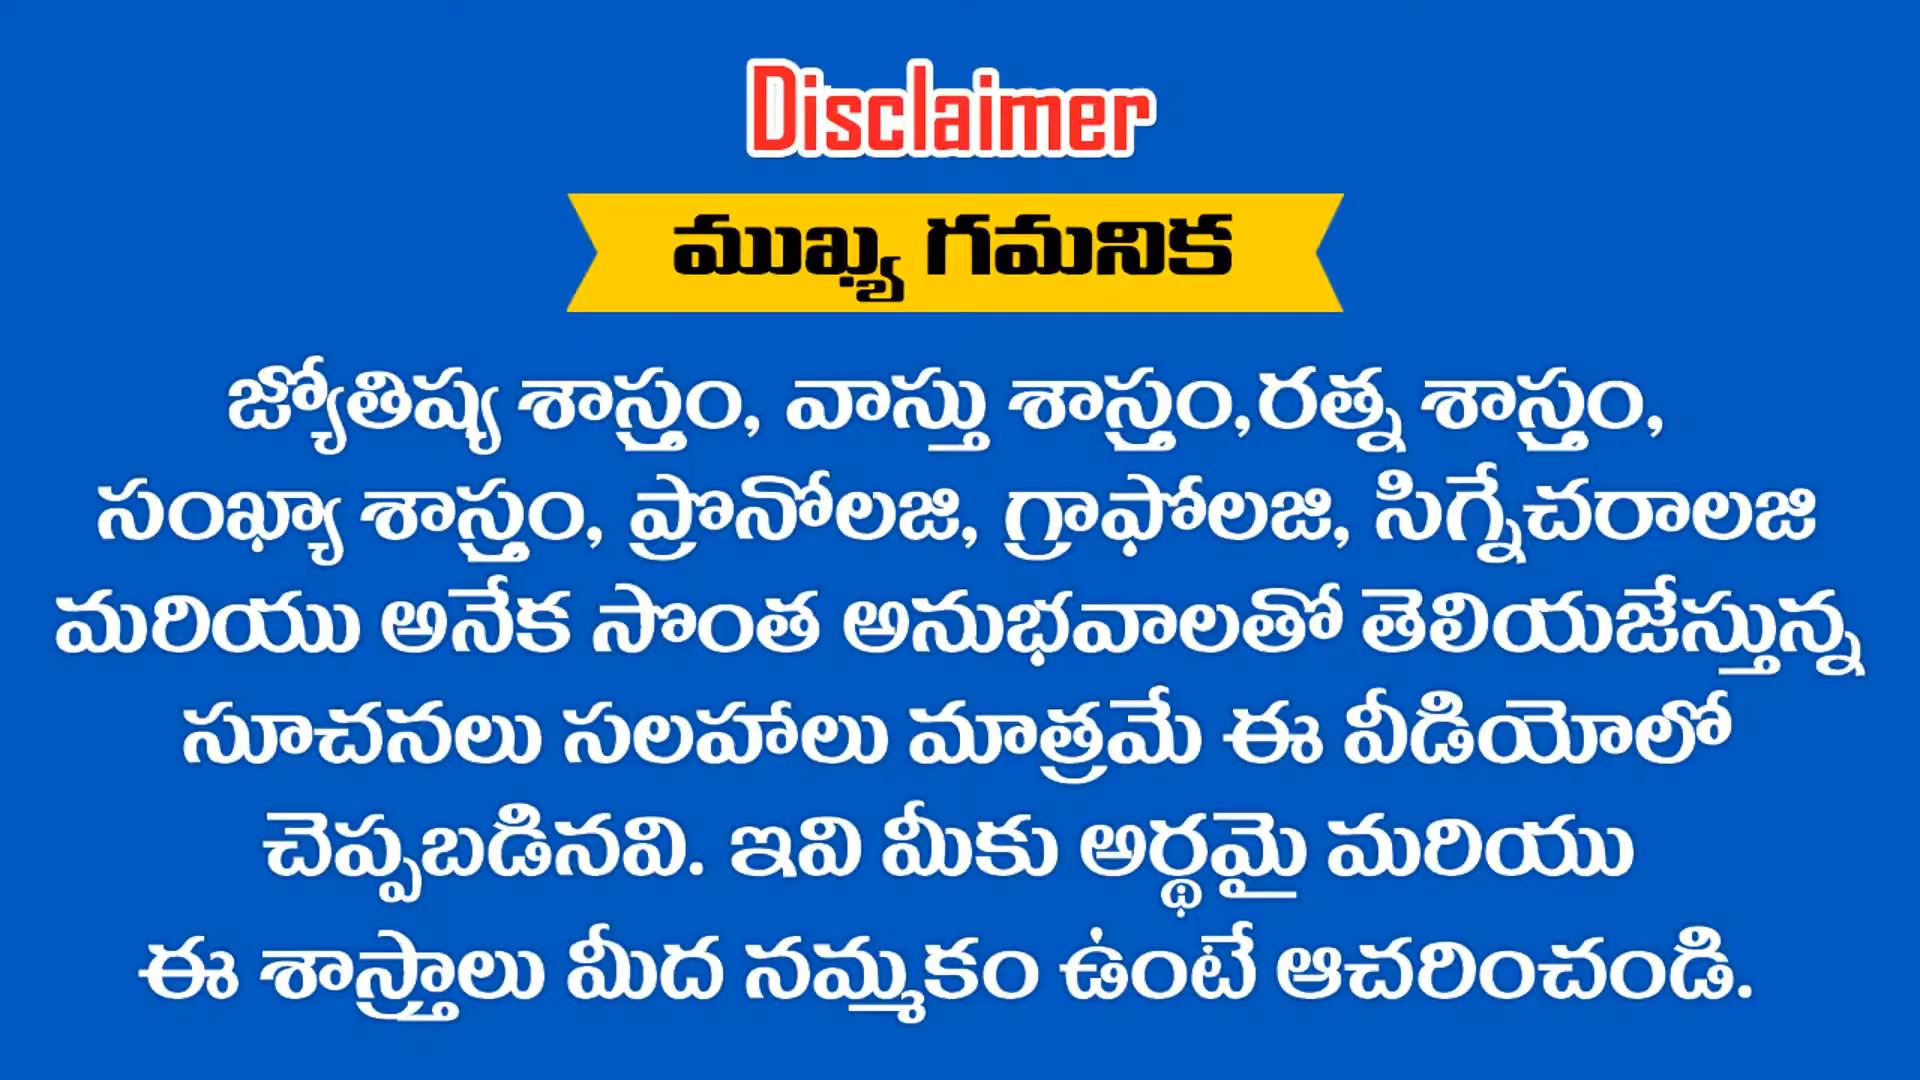 Disclaimer
ముఖ్య గమనిక
జ్యోతిష్య శాస్త్రం, వాస్తు శాస్త్రం,రత్న శాస్త్రం,
సంఖ్యా శాస్త్రం, ప్రొనోలజి, గ్రాఫోలజి, సిగ్నేచరాలజి
మరియు అనేక సొంత అనుభవాలతో తెలియజేస్తున్న
సూచనలు సలహాలు మాత్రమే ఈ వీడియోలో
చెప్పబడినవి. ఇవి మీకు అర్థమై మరియు
ఈ శాస్త్రాలు మీద నమ్మకం ఉంటే ఆచరించండి.